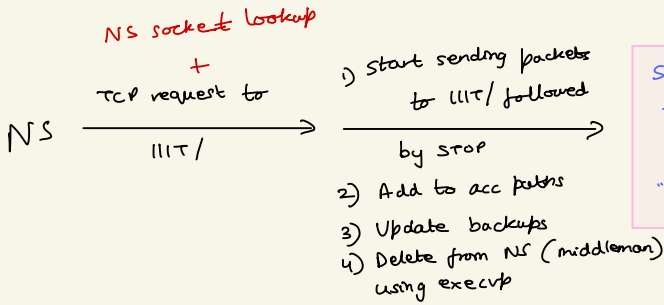 NS socket lookup
+
TCP request to
NS
IIIT/
1) Start sending packets
to IIIT/ followed
by STOP
2) Add to acc paths
3) Update backups
4) Delete from NS (middleman)
using execvp
S
"